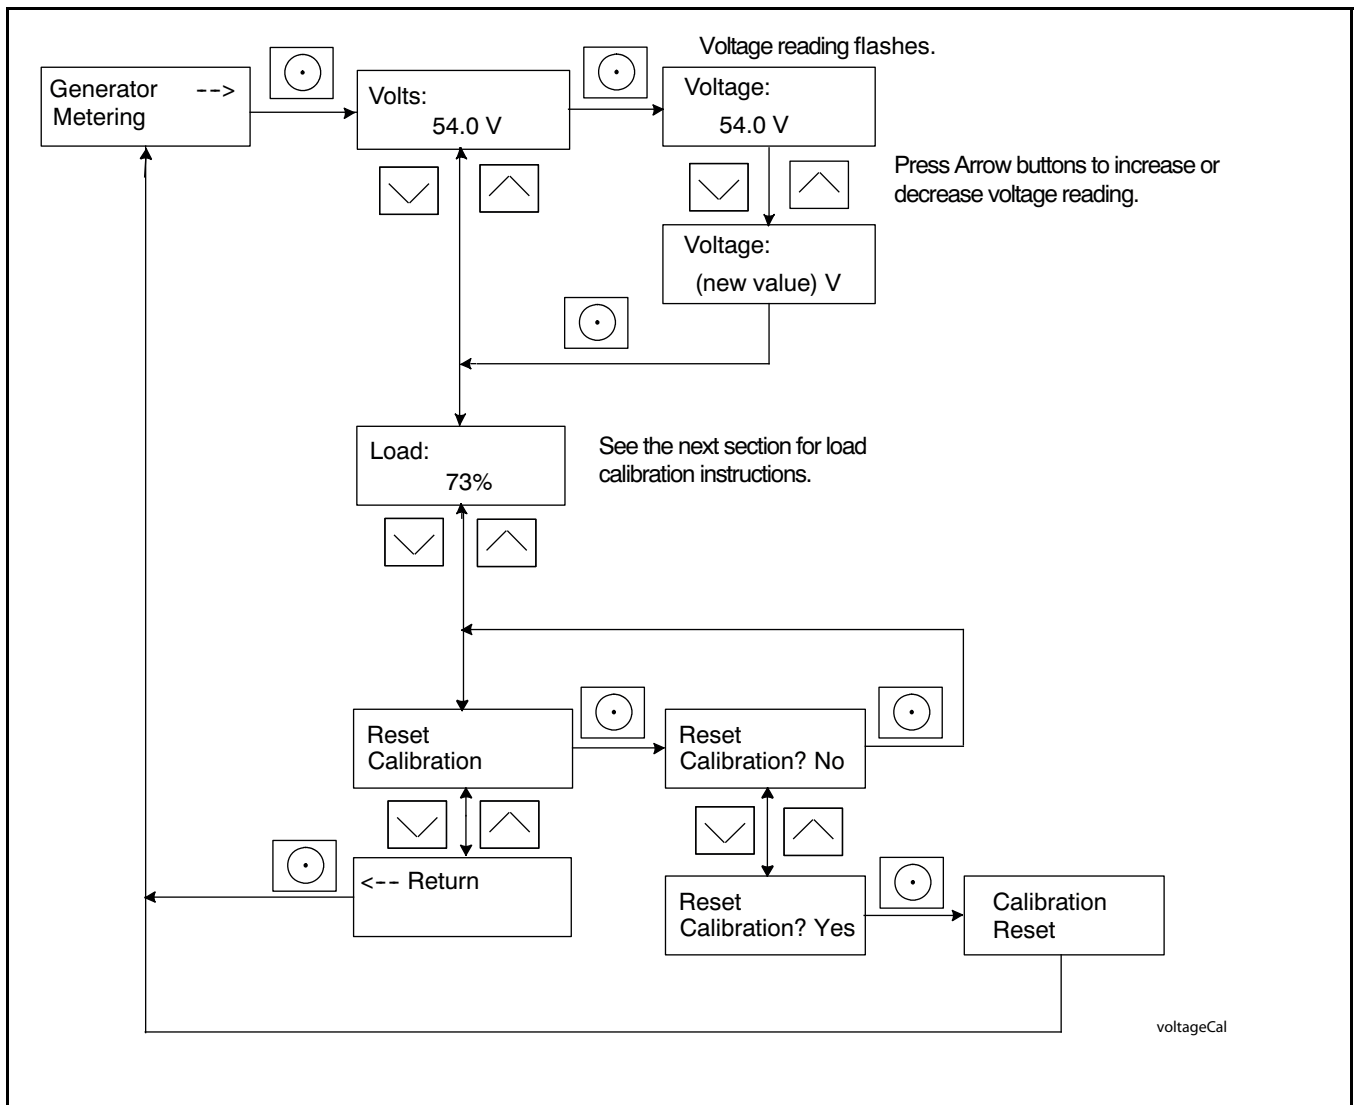 Voltage reading flashes.
Generator -->
Metering
Volts:
54.0 V
Voltage:
54.0 V
Press Arrow buttons to increase or
decrease voltage reading.
Voltage:
(new value) V
Load:
73%
See the next section for load
calibration instructions.
Reset
Calibration
Reset
Calibration? No
<-- Return
Reset
Calibration? Yes
Calibration
Reset
voltageCal